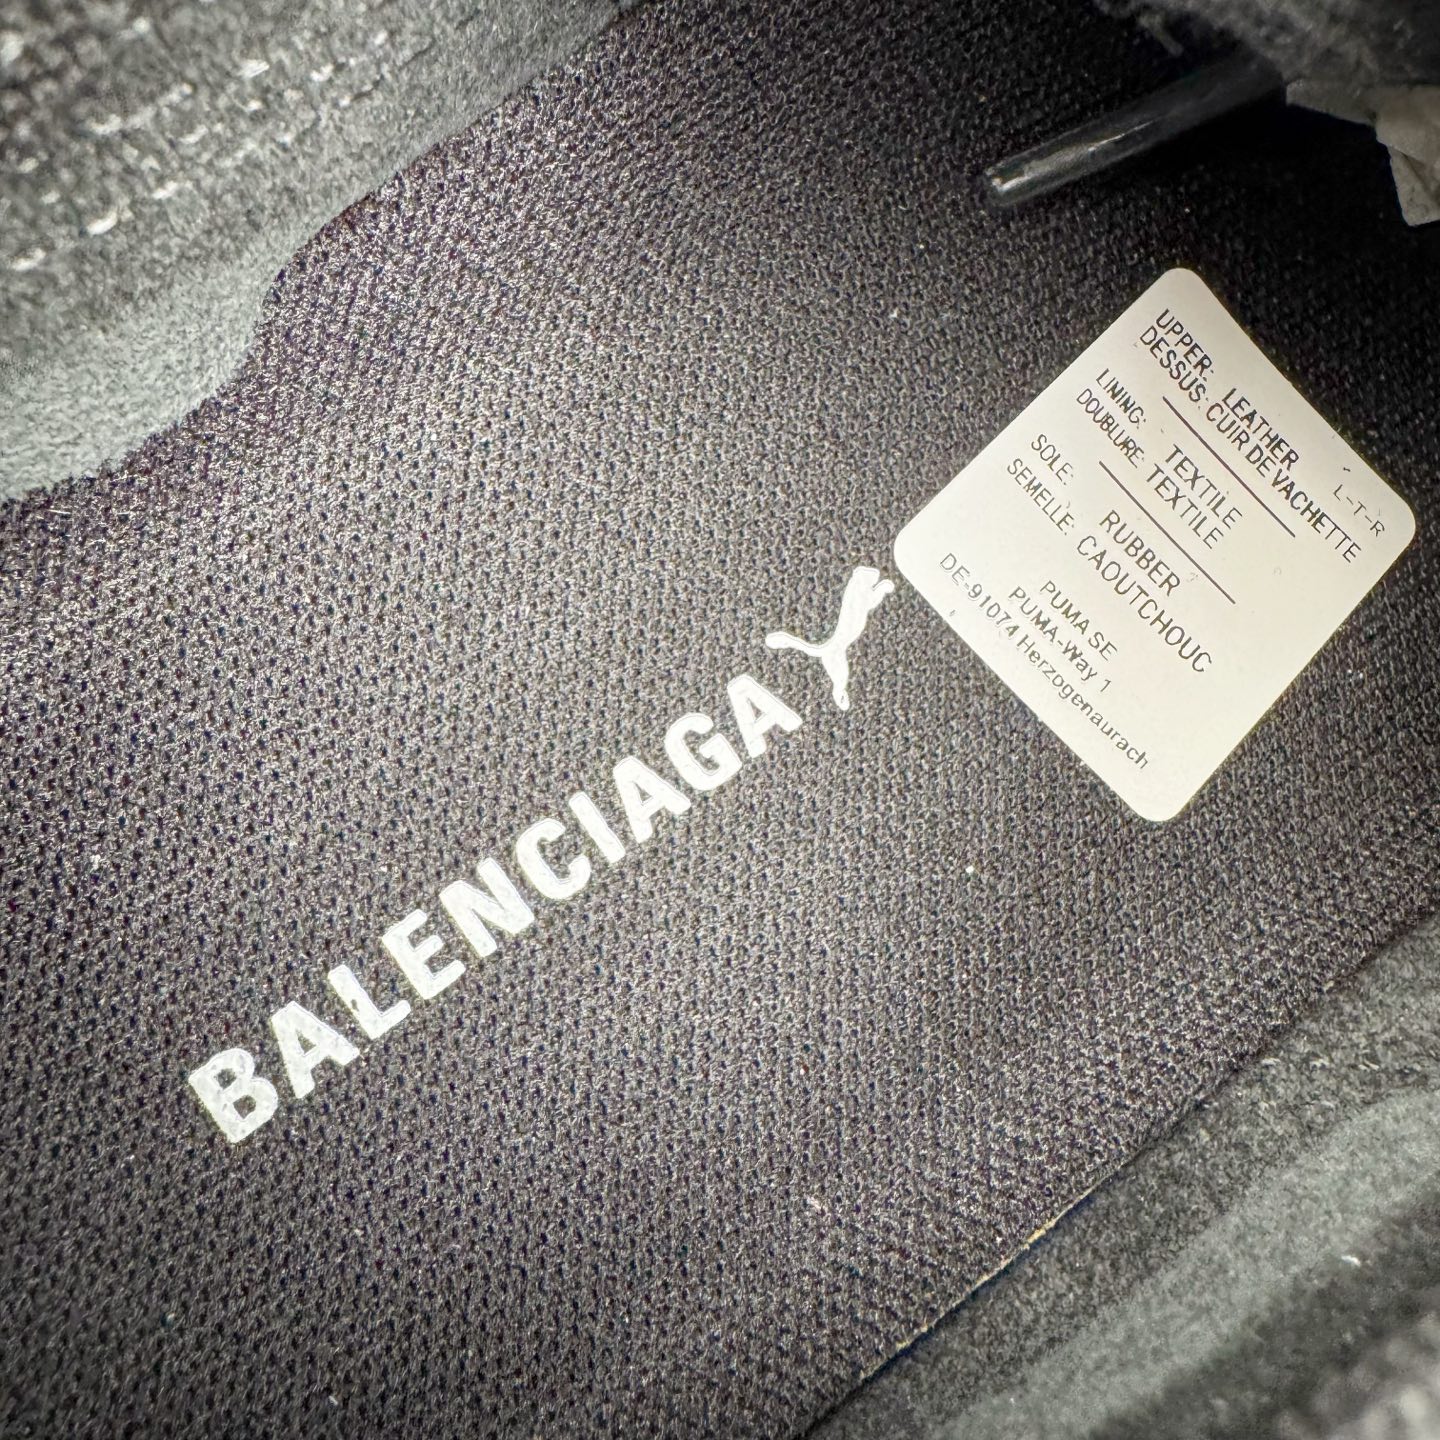 BALENCIAGA
UPPER: LEATHER
DESSUS: CUIR DE VACHETTE
LINING: TEXTILE
DOUBLURE: TEXTILE
SOLE: RUBBER
SEMELLE: CAOUTCHOUC
PUMA SE
PUMA-Way 1
DE-91074 Herzogenaurach
L-T-R